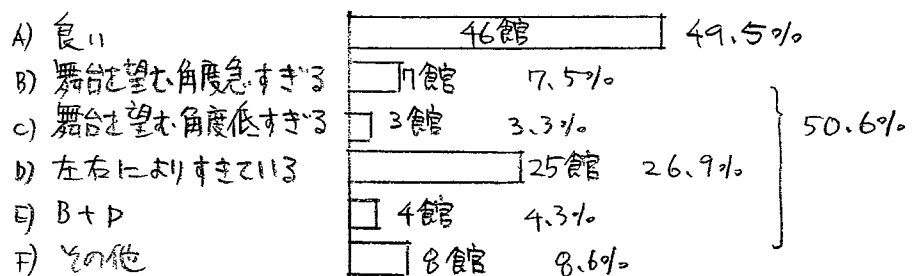 A) 良い 46館 49.5%
B) 舞台を望む角度急すぎる 7館 7.5%
C) 舞台を望む角度低すぎる 3館 3.3%
D) 左右によりすぎている 25館 26.9%
E) B+D 4館 4.3%
F) その他 8館 8.6%
50.6%